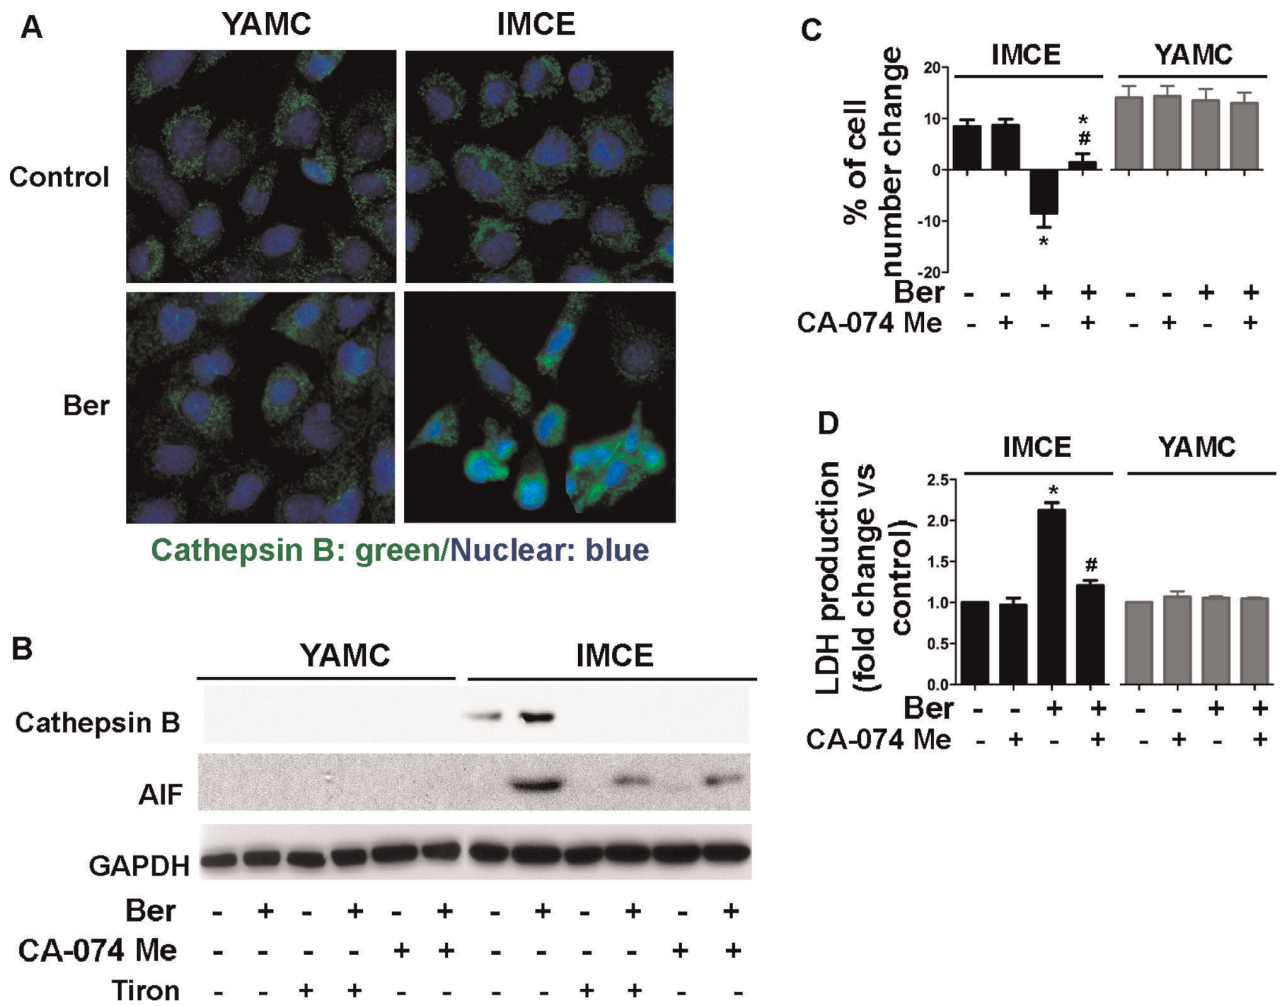 A
YAMC
IMCE
Control
Ber
Cathepsin B: green/Nuclear: blue
B
YAMC
IMCE
Cathepsin B
AIF
GAPDH
Ber - + - + - + - + - + - +
CA-074 Me - - - - + + - - - - + +
Tiron - - + + - - - - + + - -
C
IMCE
YAMC
% of cell
number change
20
10
0
-10
-20
*
*
#
Ber - - + + - - + +
CA-074 Me - + - + - + - +
D
IMCE
YAMC
LDH production
(fold change vs
control)
2.5
2.0
1.5
1.0
0.5
0.0
*
#
Ber - - + + - - + +
CA-074 Me - + - + - + - +